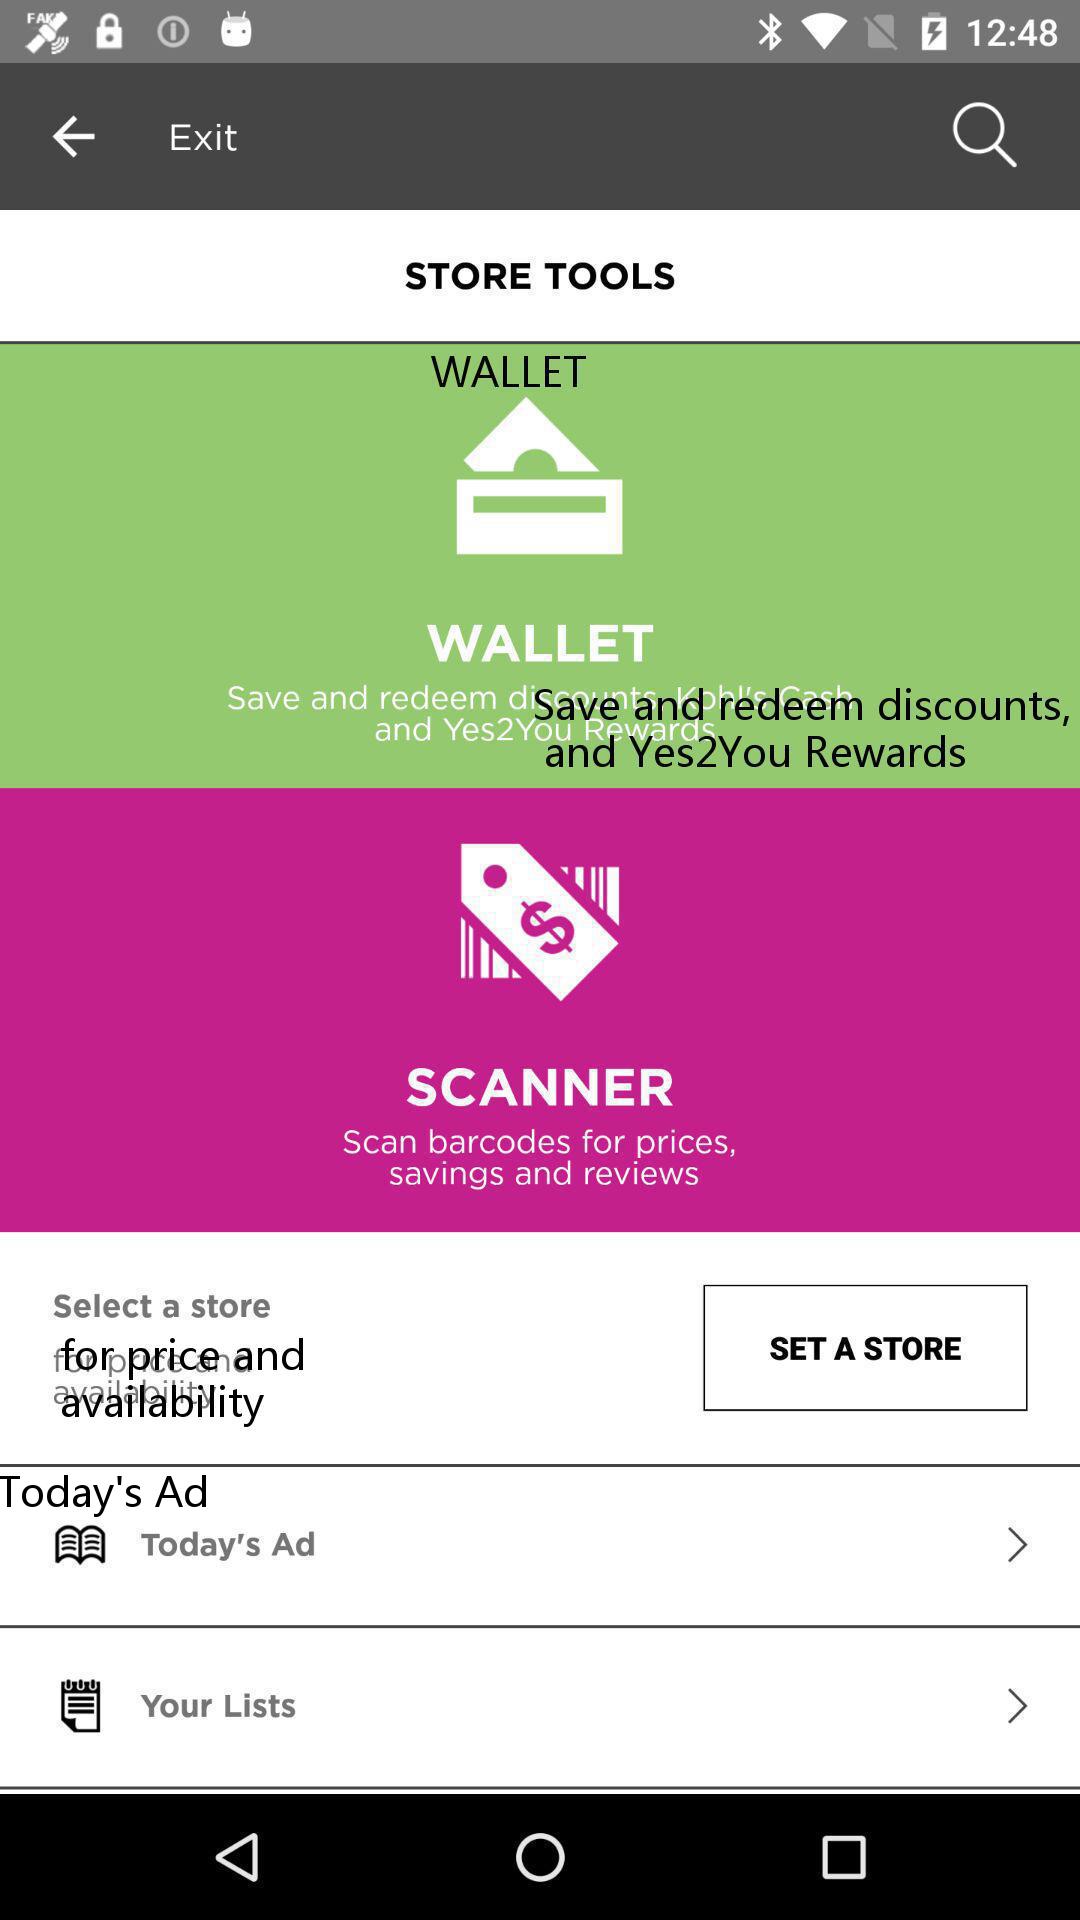 FAKE
12:48
Exit
STORE TOOLS
WALLET
WALLET
Save and redeem discounts, Kohl's Cash
and Yes2You Rewards
Save and redeem discounts,
and Yes2You Rewards
SCANNER
Scan barcodes for prices,
savings and reviews
Select a store
for price and
availability
for price and
availability
SET A STORE
Today's Ad
Today's Ad
Your Lists